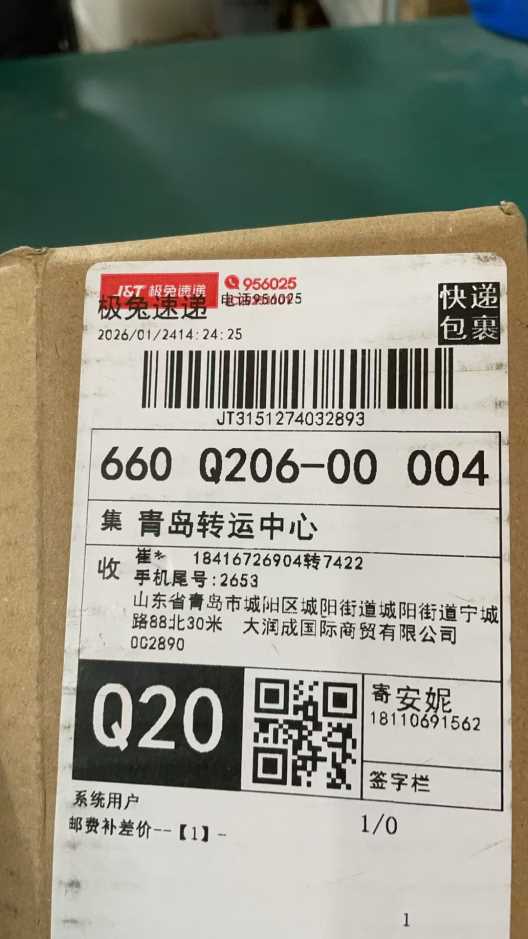 J&T 极兔速递 956025
极兔速递 电话956025
快递
包裹
2026/01/2414:24:25
JT3151274032893
660 Q206-00 004
集 青岛转运中心
收 崔* 18416726904转7422
手机尾号:2653
山东省青岛市城阳区城阳街道城阳街道宁城
路88北30米 大润成国际商贸有限公司
0G2890
Q20
寄 安妮
18110691562
签字栏
系统用户
邮费补差价--【1】-
1/0
1